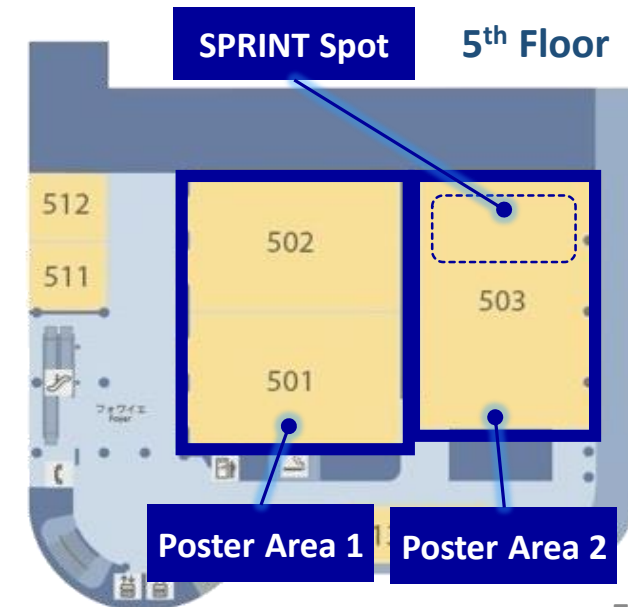 SPRINT Spot
5th Floor
512
502
511
503
501
フォワイエ
Foyer
Poster Area 1
Poster Area 2